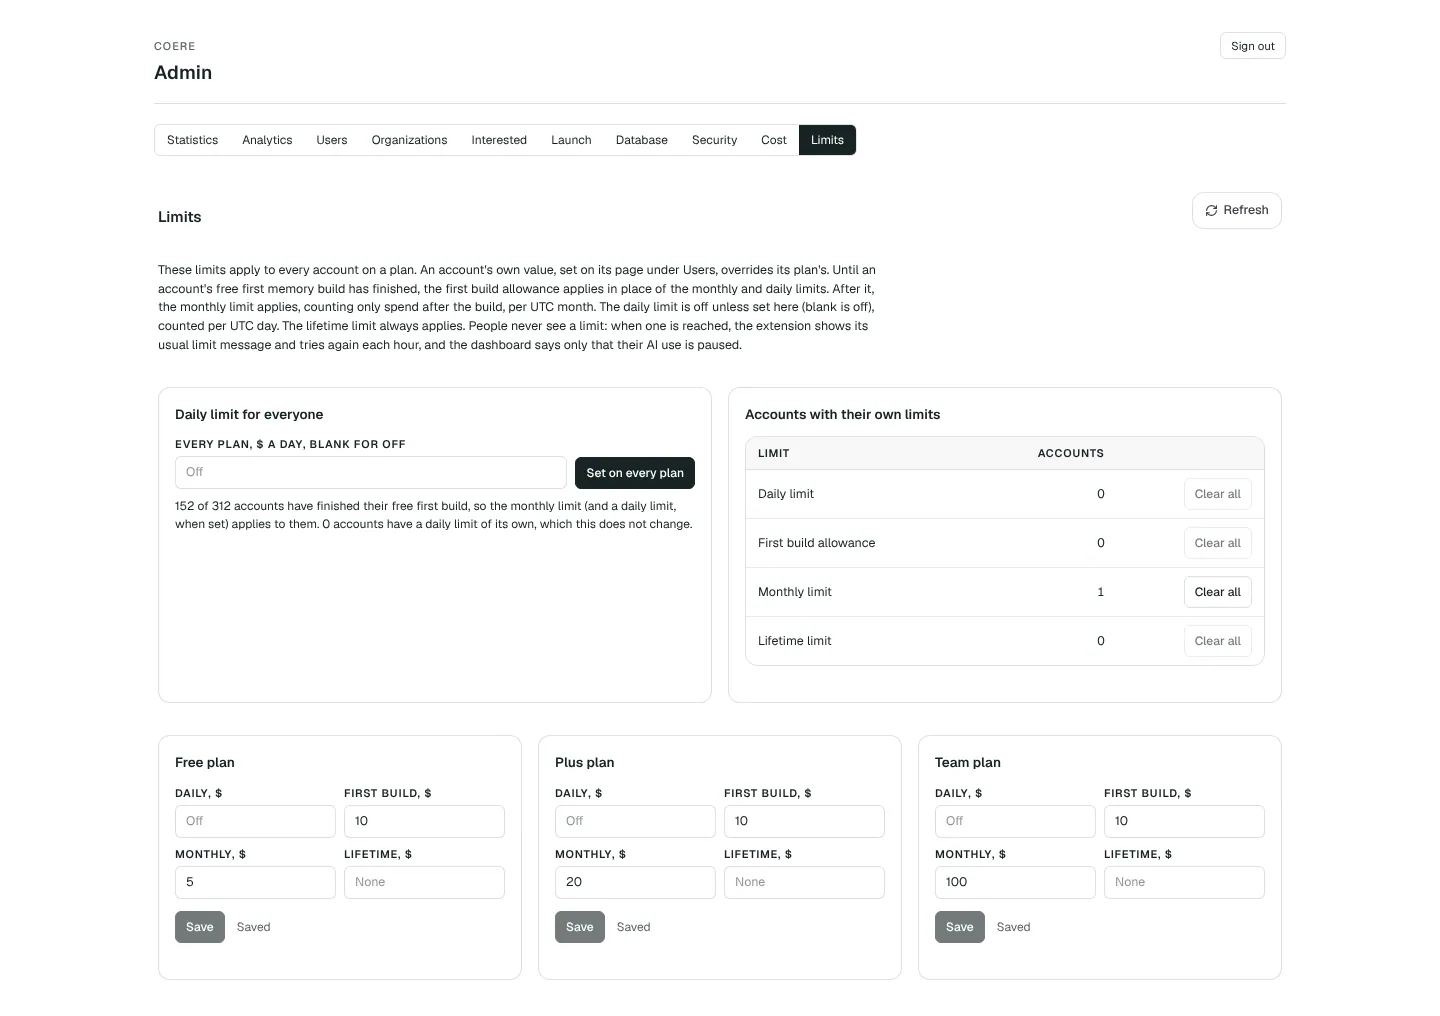 COERE
Sign out
Admin
Statistics Analytics Users Organizations Interested Launch Database Security Cost Limits
Limits
Refresh
These limits apply to every account on a plan. An account's own value, set on its page under Users, overrides its plan's. Until an
account's free first memory build has finished, the first build allowance applies in place of the monthly and daily limits. After it,
the monthly limit applies, counting only spend after the build, per UTC month. The daily limit is off unless set here (blank is off),
counted per UTC day. The lifetime limit always applies. People never see a limit: when one is reached, the extension shows its
usual limit message and tries again each hour, and the dashboard says only that their AI use is paused.
Daily limit for everyone
EVERY PLAN, $ A DAY, BLANK FOR OFF
Off
Set on every plan
152 of 312 accounts have finished their free first build, so the monthly limit (and a daily limit,
when set) applies to them. 0 accounts have a daily limit of its own, which this does not change.
Accounts with their own limits
LIMIT ACCOUNTS
Daily limit 0 Clear all
First build allowance 0 Clear all
Monthly limit 1 Clear all
Lifetime limit 0 Clear all
Free plan
DAILY, $ FIRST BUILD, $
Off 10
MONTHLY, $ LIFETIME, $
5 None
Save Saved
Plus plan
DAILY, $ FIRST BUILD, $
Off 10
MONTHLY, $ LIFETIME, $
20 None
Save Saved
Team plan
DAILY, $ FIRST BUILD, $
Off 10
MONTHLY, $ LIFETIME, $
100 None
Save Saved